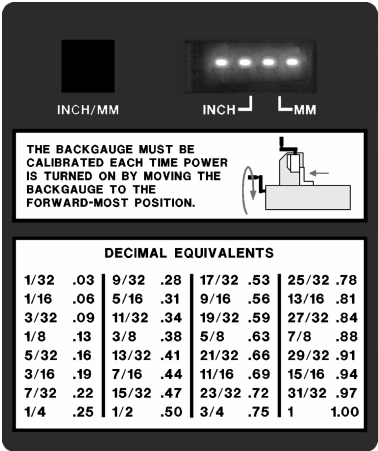 INCH/MM
INCH
MM
THE BACKGAUGE MUST BE
CALIBRATED EACH TIME POWER
IS TURNED ON BY MOVING THE
BACKGAUGE TO THE
FORWARD-MOST POSITION.
DECIMAL EQUIVALENTS
1/32 .03 9/32 .28 17/32 .53 25/32 .78
1/16 .06 5/16 .31 9/16 .56 13/16 .81
3/32 .09 11/32 .34 19/32 .59 27/32 .84
1/8 .13 3/8 .38 5/8 .63 7/8 .88
5/32 .16 13/32 .41 21/32 .66 29/32 .91
3/16 .19 7/16 .44 11/16 .69 15/16 .94
7/32 .22 15/32 .47 23/32 .72 31/32 .97
1/4 .25 1/2 .50 3/4 .75 1 1.00